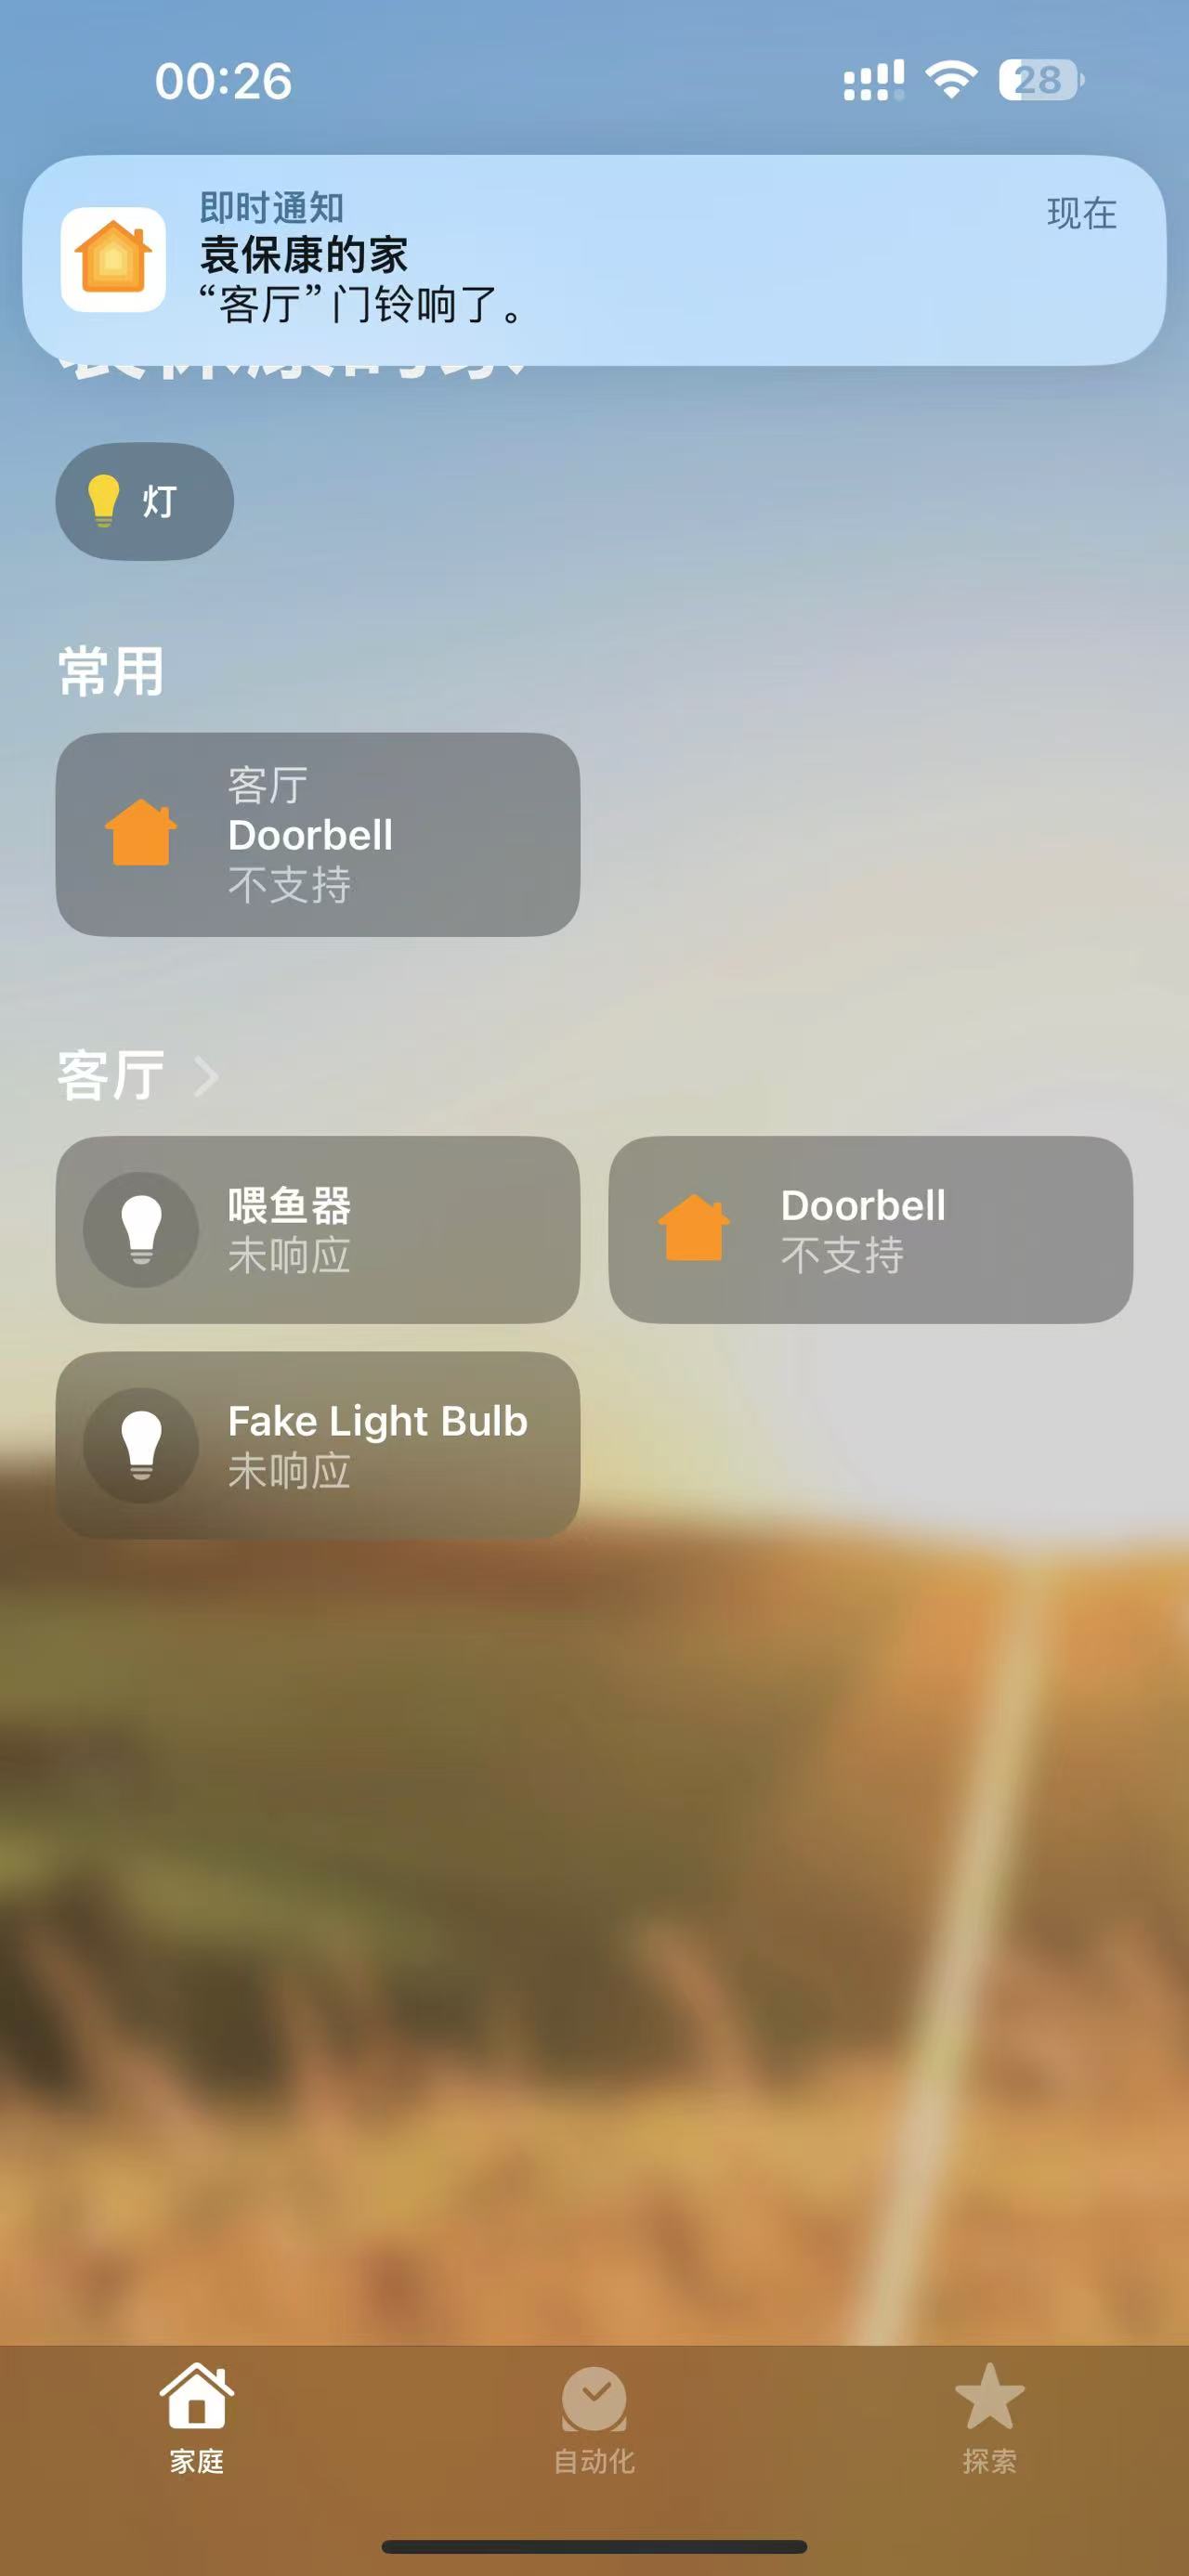 00:26
28
即时通知
现在
袁保康的家
“客厅” 门铃响了。
灯
常用
客厅
Doorbell
不支持
客厅
喂鱼器
未响应
Doorbell
不支持
Fake Light Bulb
未响应
家庭
自动化
探索